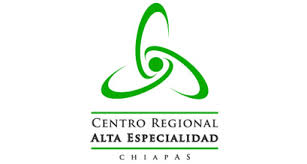 CENTRO REGIONAL
ALTA ESPECIALIDAD
CHIAPAS